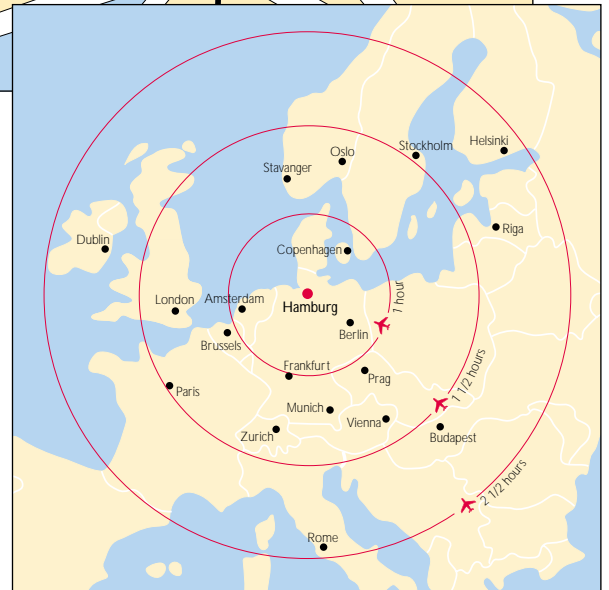 Oslo
Stockholm
Helsinki
Stavanger
Riga
Dublin
Copenhagen
London
Amsterdam
Hamburg
1 hour
Berlin
Brussels
Frankfurt
Prag
1 1/2 hours
Paris
Munich
Vienna
Zurich
Budapest
2 1/2 hours
Rome